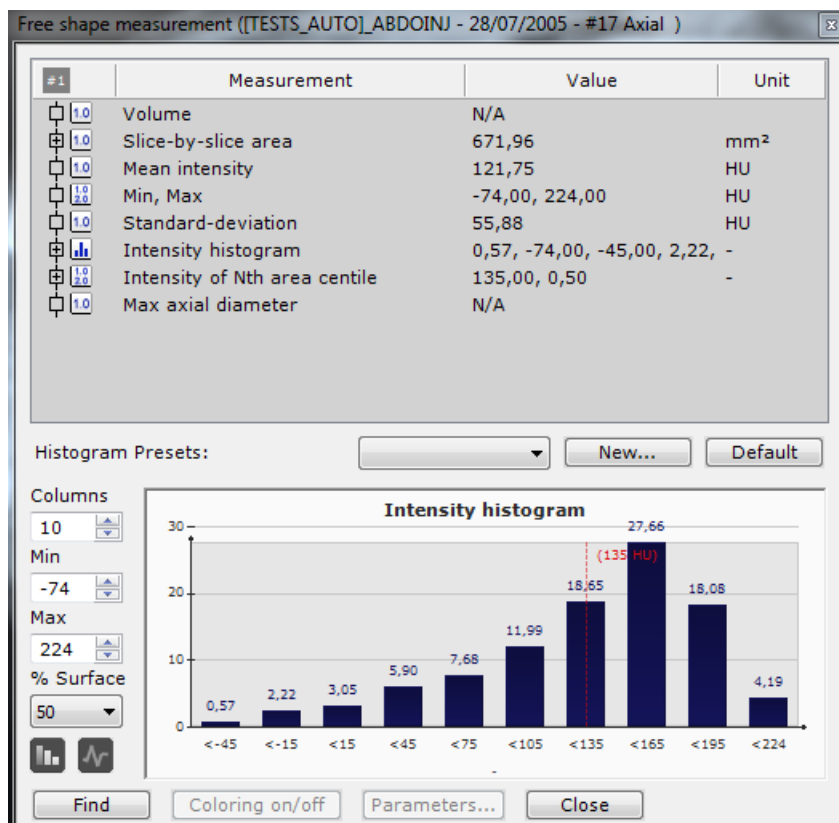 Free shape measurement ([TESTS_AUTO]_ABDOINJ - 28/07/2005 - #17 Axial )
#1 Measurement Value Unit
1.0 Volume N/A
1.0 Slice-by-slice area 671,96 mm²
1.0 Mean intensity 121,75 HU
1.0 2.0 Min, Max -74,00, 224,00 HU
1.0 Standard-deviation 55,88 HU
Intensity histogram 0,57, -74,00, -45,00, 2,22, -
1.0 2.0 Intensity of Nth area centile 135,00, 0,50 -
1.0 Max axial diameter N/A
Histogram Presets: New... Default
Columns
10
Min
-74
Max
224
% Surface
50
Intensity histogram
30
20
10
0
(135 HU)
0,57 2,22 3,05 5,90 7,68 11,99 18,65 27,66 18,08 4,19
<-45 <-15 <15 <45 <75 <105 <135 <165 <195 <224
-
Find Coloring on/off Parameters... Close